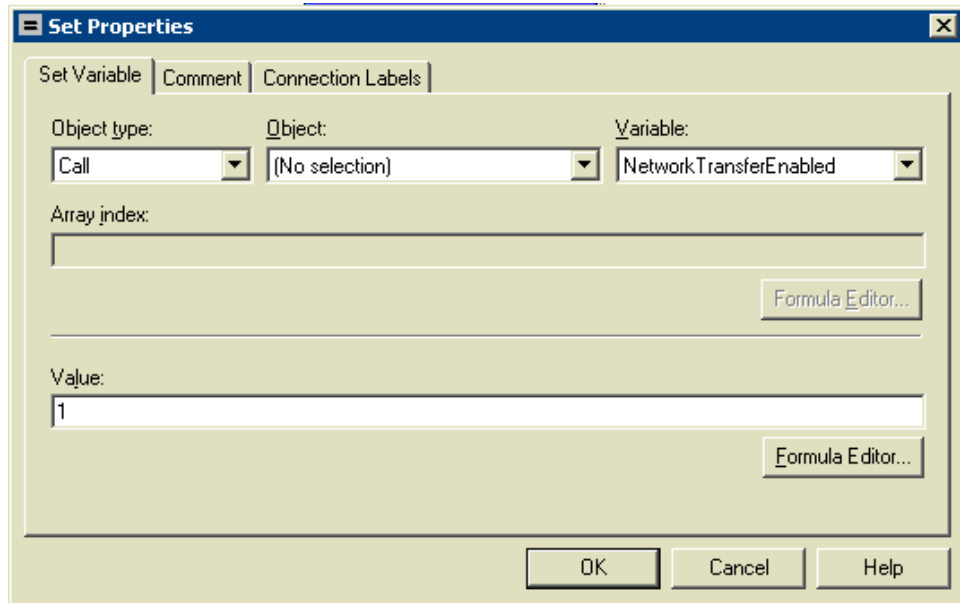 Set Properties
Set Variable Comment Connection Labels
Object type: Object: Variable:
Call (No selection) NetworkTransferEnabled
Array index:
Formula Editor...
Value:
1
Formula Editor...
OK Cancel Help